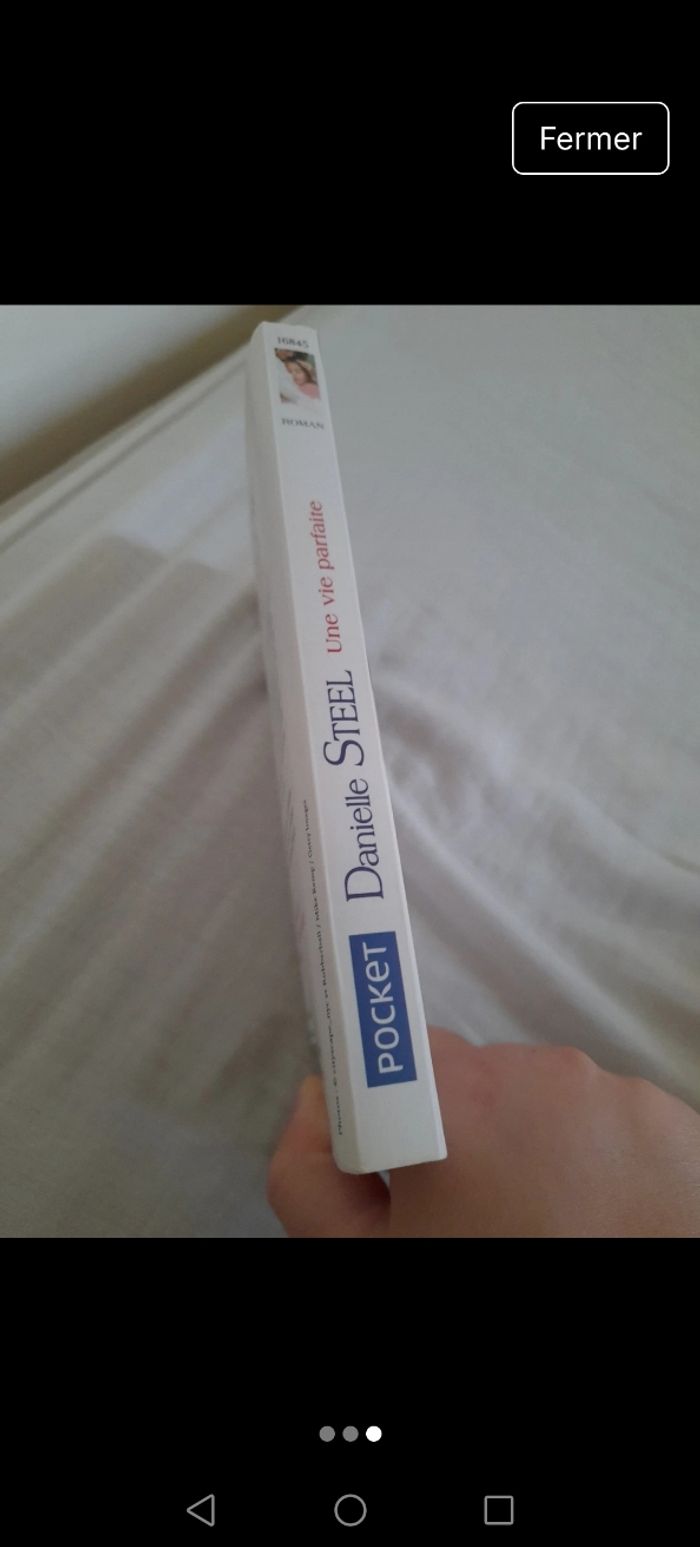 Fermer
16845
ROMAN
Une vie parfaite
Danielle STEEL
POCKET